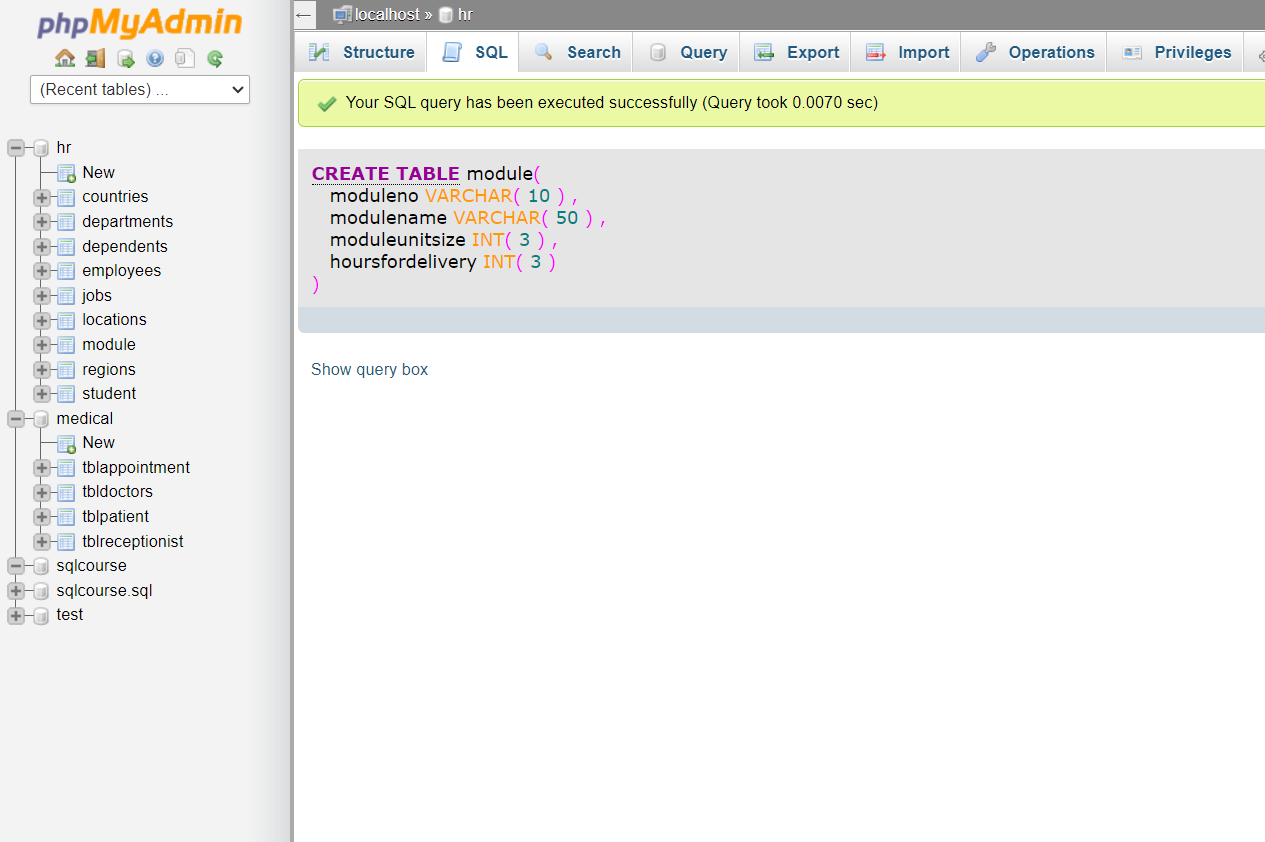 phpMyAdmin
(Recent tables) ...
hr
New
countries
departments
dependents
employees
jobs
locations
module
regions
student
medical
New
tblappointment
tbldoctors
tblpatient
tblreceptionist
sqlcourse
sqlcourse.sql
test
← localhost » hr
Structure SQL Search Query Export Import Operations Privileges
Your SQL query has been executed successfully (Query took 0.0070 sec)
CREATE TABLE module(
moduleno VARCHAR( 10 ) ,
modulename VARCHAR( 50 ) ,
moduleunitsize INT( 3 ) ,
hoursfordelivery INT( 3 )
)
Show query box